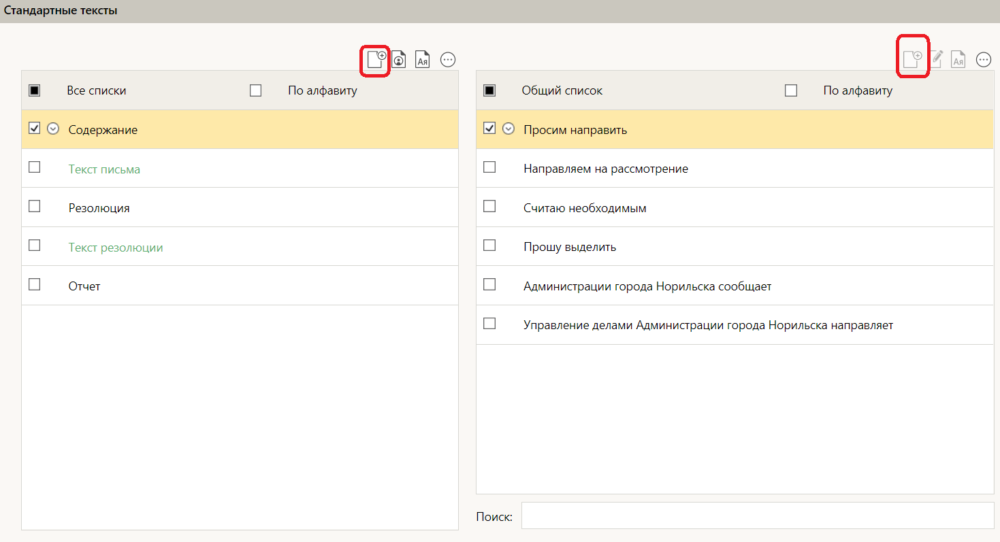 Стандартные тексты
Ая
Ая
Все списки
По алфавиту
Содержание
Текст письма
Резолюция
Текст резолюции
Отчет
Общий список
По алфавиту
Просим направить
Направляем на рассмотрение
Считаю необходимым
Прошу выделить
Администрации города Норильска сообщает
Управление делами Администрации города Норильска направляет
Поиск: